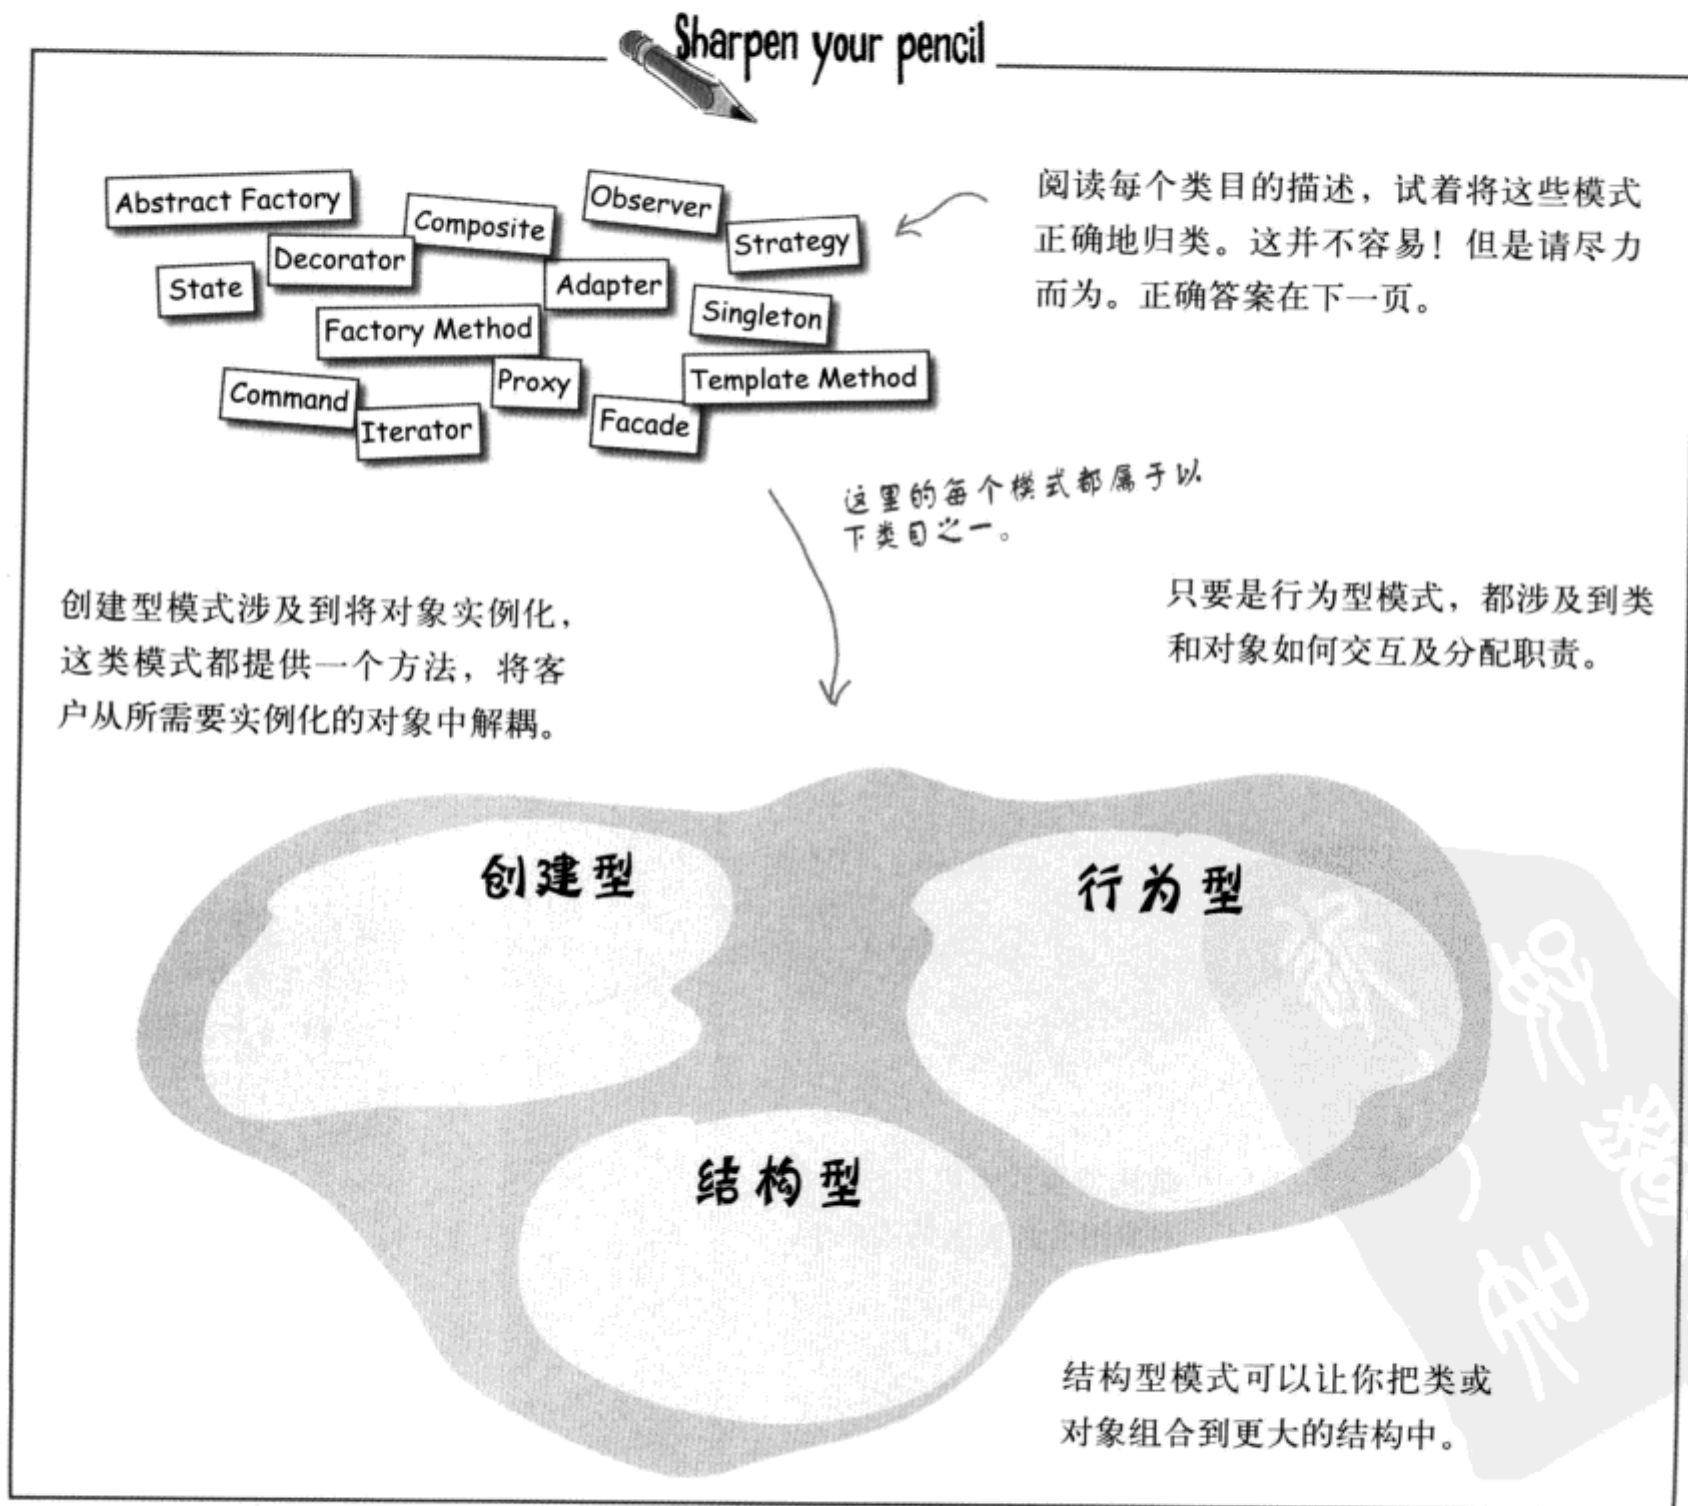 Sharpen your pencil
Abstract Factory
Composite
Observer
Strategy
Decorator
State
Adapter
Singleton
Factory Method
Proxy
Template Method
Command
Iterator
Facade
阅读每个类目的描述，试着将这些模式
正确地归类。这并不容易！但是请尽力
而为。正确答案在下一页。
这里的每个模式都属于以
下类目之一。
创建型模式涉及到将对象实例化，
这类模式都提供一个方法，将客
户从所需要实例化的对象中解耦。
只要是行为型模式，都涉及到类
和对象如何交互及分配职责。
创建型
行为型
结构型
结构型模式可以让你把类或
对象组合到更大的结构中。